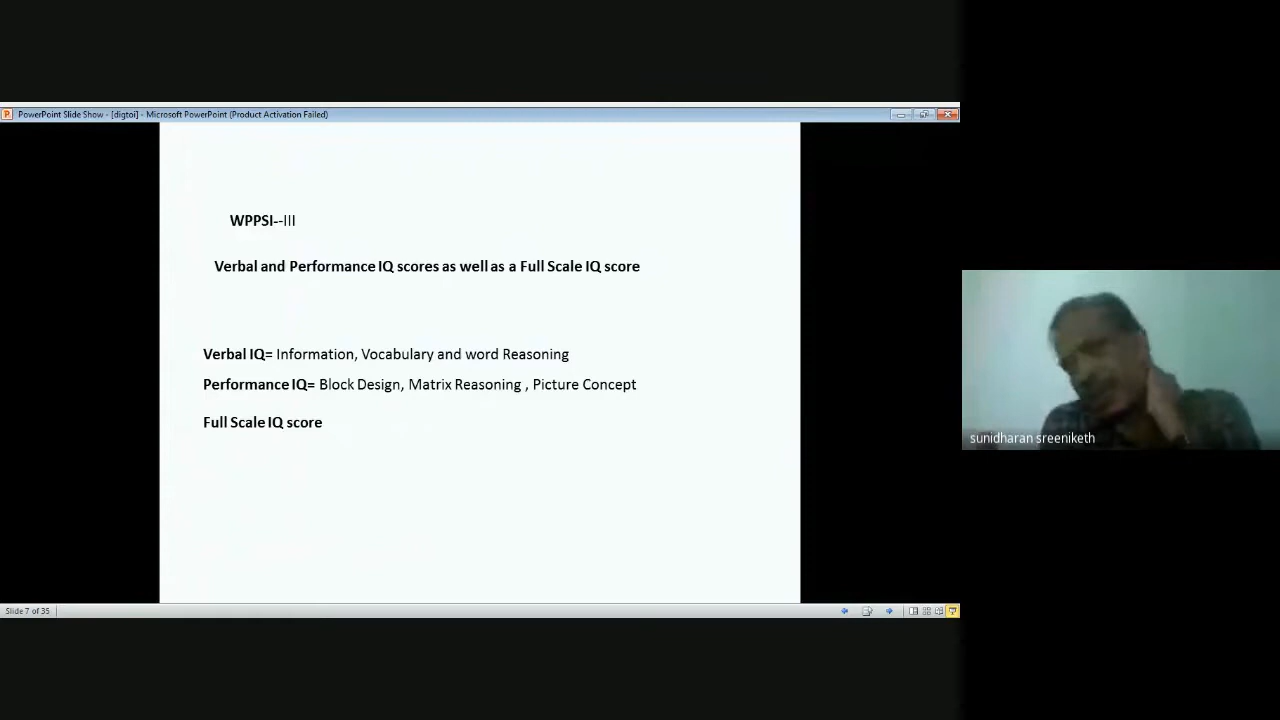 PowerPoint Slide Show - [digtoi] - Microsoft PowerPoint (Product Activation Failed)
WPPSI--III
Verbal and Performance IQ scores as well as a Full Scale IQ score
Verbal IQ= Information, Vocabulary and word Reasoning
Performance IQ= Block Design, Matrix Reasoning , Picture Concept
Full Scale IQ score
sunidharan sreeniketh
Slide 7 of 35